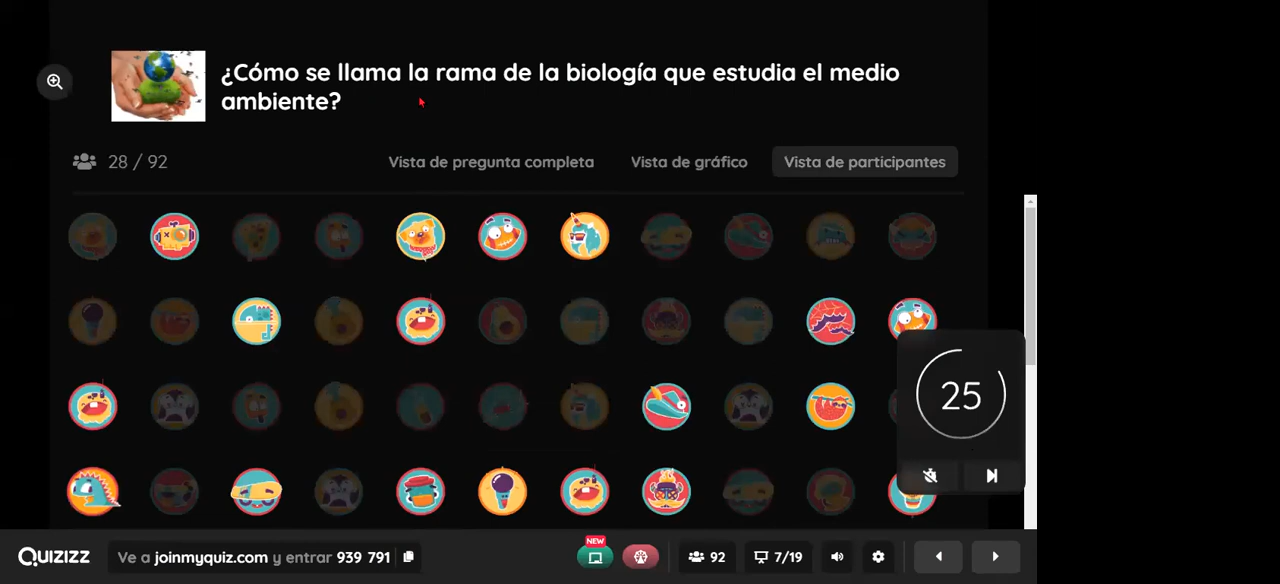 ¿Cómo se llama la rama de la biología que estudia el medio
ambiente?
28 / 92
Vista de pregunta completa
Vista de gráfico
Vista de participantes
25
QUIZIZZ
Ve a joinmyquiz.com y entrar 939 791
NEW
92
7/19